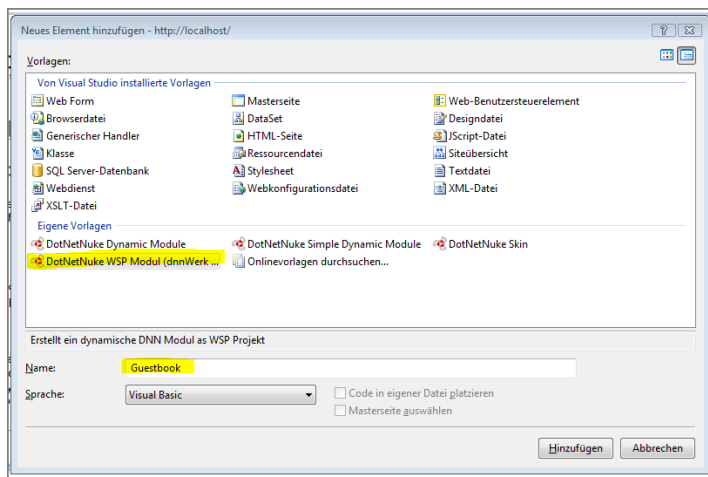 Neues Element hinzufügen - http://localhost/
Vorlagen:
Von Visual Studio installierte Vorlagen
Web Form Masterseite Web-Benutzersteuerelement
Browserdatei DataSet Designdatei
Generischer Handler HTML-Seite JScript-Datei
Klasse Ressourcendatei Siteübersicht
SQL Server-Datenbank Stylesheet Textdatei
Webdienst Webkonfigurationsdatei XML-Datei
XSLT-Datei
Eigene Vorlagen
DotNetNuke Dynamic Module DotNetNuke Simple Dynamic Module DotNetNuke Skin
DotNetNuke WSP Modul (dnnWerk ... Onlinevorlagen durchsuchen...
Erstellt ein dynamische DNN Modul as WSP Projekt
Name: Guestbook
Sprache: Visual Basic Code in eigener Datei platzieren
Masterseite auswählen
Hinzufügen Abbrechen